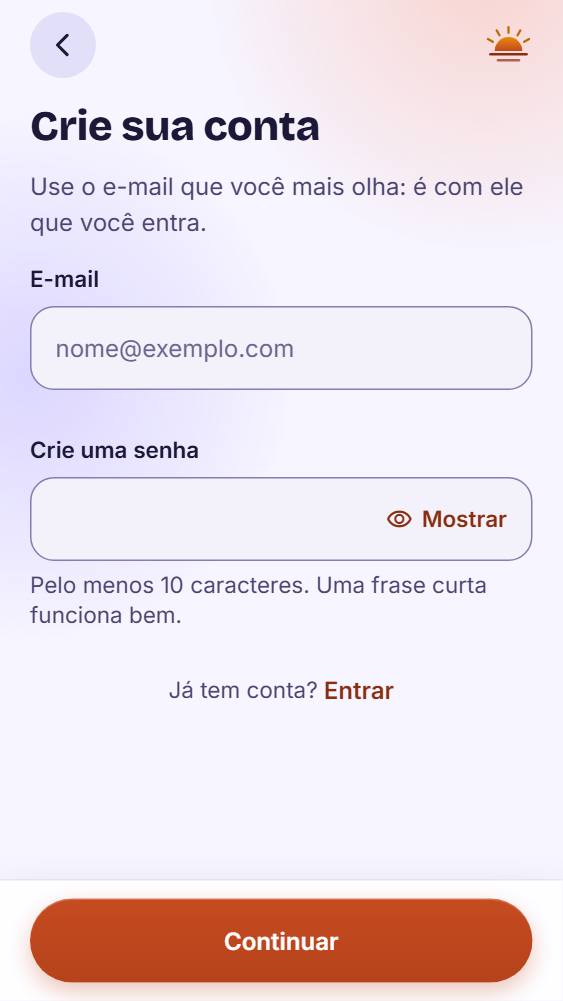 Crie sua conta
Use o e-mail que você mais olha: é com ele
que você entra.
E-mail
nome@exemplo.com
Crie uma senha
Mostrar
Pelo menos 10 caracteres. Uma frase curta
funciona bem.
Já tem conta? Entrar
Continuar